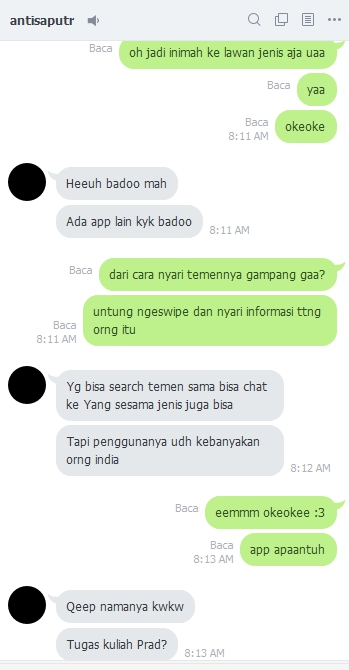 antisaputr
Baca
oh jadi inimah ke lawan jenis aja uaa
Baca
yaa
Baca
8:11 AM
okeoke
Heeuh badoo mah
Ada app lain kyk badoo
8:11 AM
Baca
dari cara nyari temennya gampang gaa?
Baca
8:11 AM
untung ngeswipe dan nyari informasi ttng
orng itu
Yg bisa search temen sama bisa chat
ke Yang sesama jenis juga bisa
Tapi penggunanya udh kebanyakan
orng india
8:12 AM
Baca
eemmm okeokee :3
Baca
8:13 AM
app apaantuh
Qeep namanya kwkw
Tugas kuliah Prad?
8:13 AM